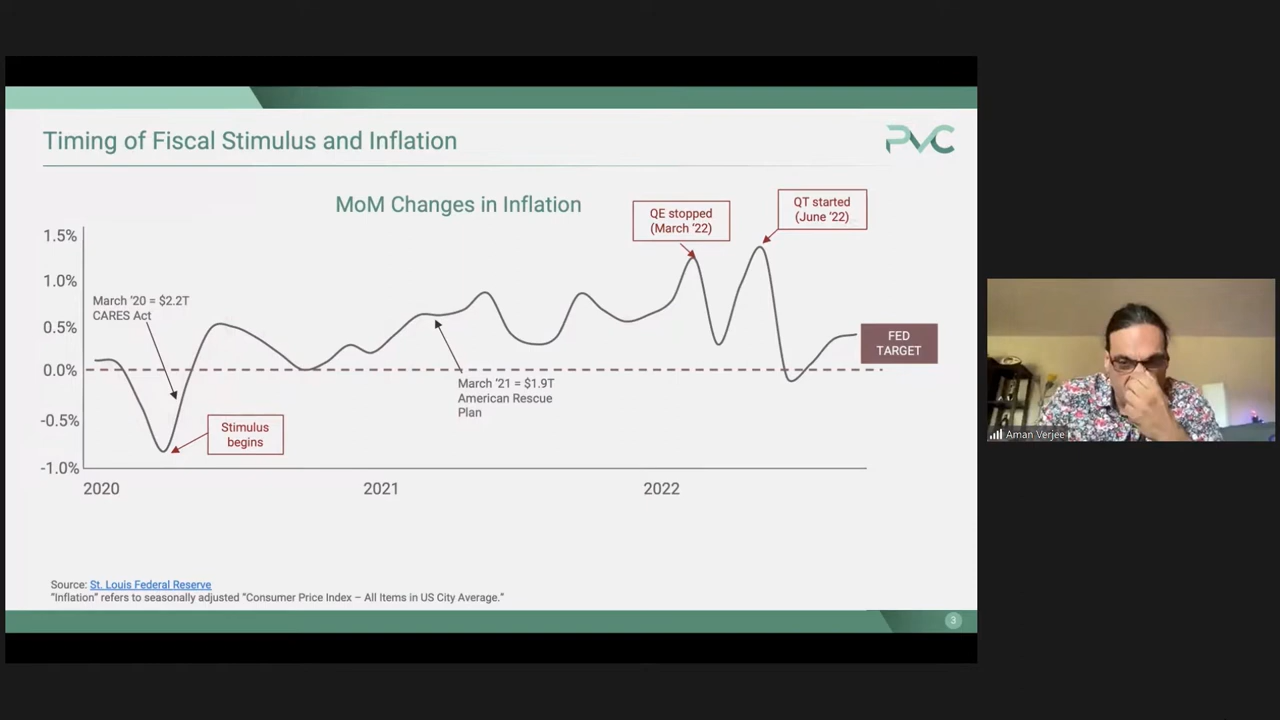 Timing of Fiscal Stimulus and Inflation
PVC
MoM Changes in Inflation
QE stopped
(March ‘22)
QT started
(June ‘22)
1.5%
1.0%
0.5%
0.0%
-0.5%
-1.0%
March ‘20 = $2.2T
CARES Act
Stimulus
begins
March ‘21 = $1.9T
American Rescue
Plan
FED
TARGET
2020
2021
2022
Source: St. Louis Federal Reserve
“Inflation” refers to seasonally adjusted “Consumer Price Index – All Items in US City Average.”
3
Aman Verjee